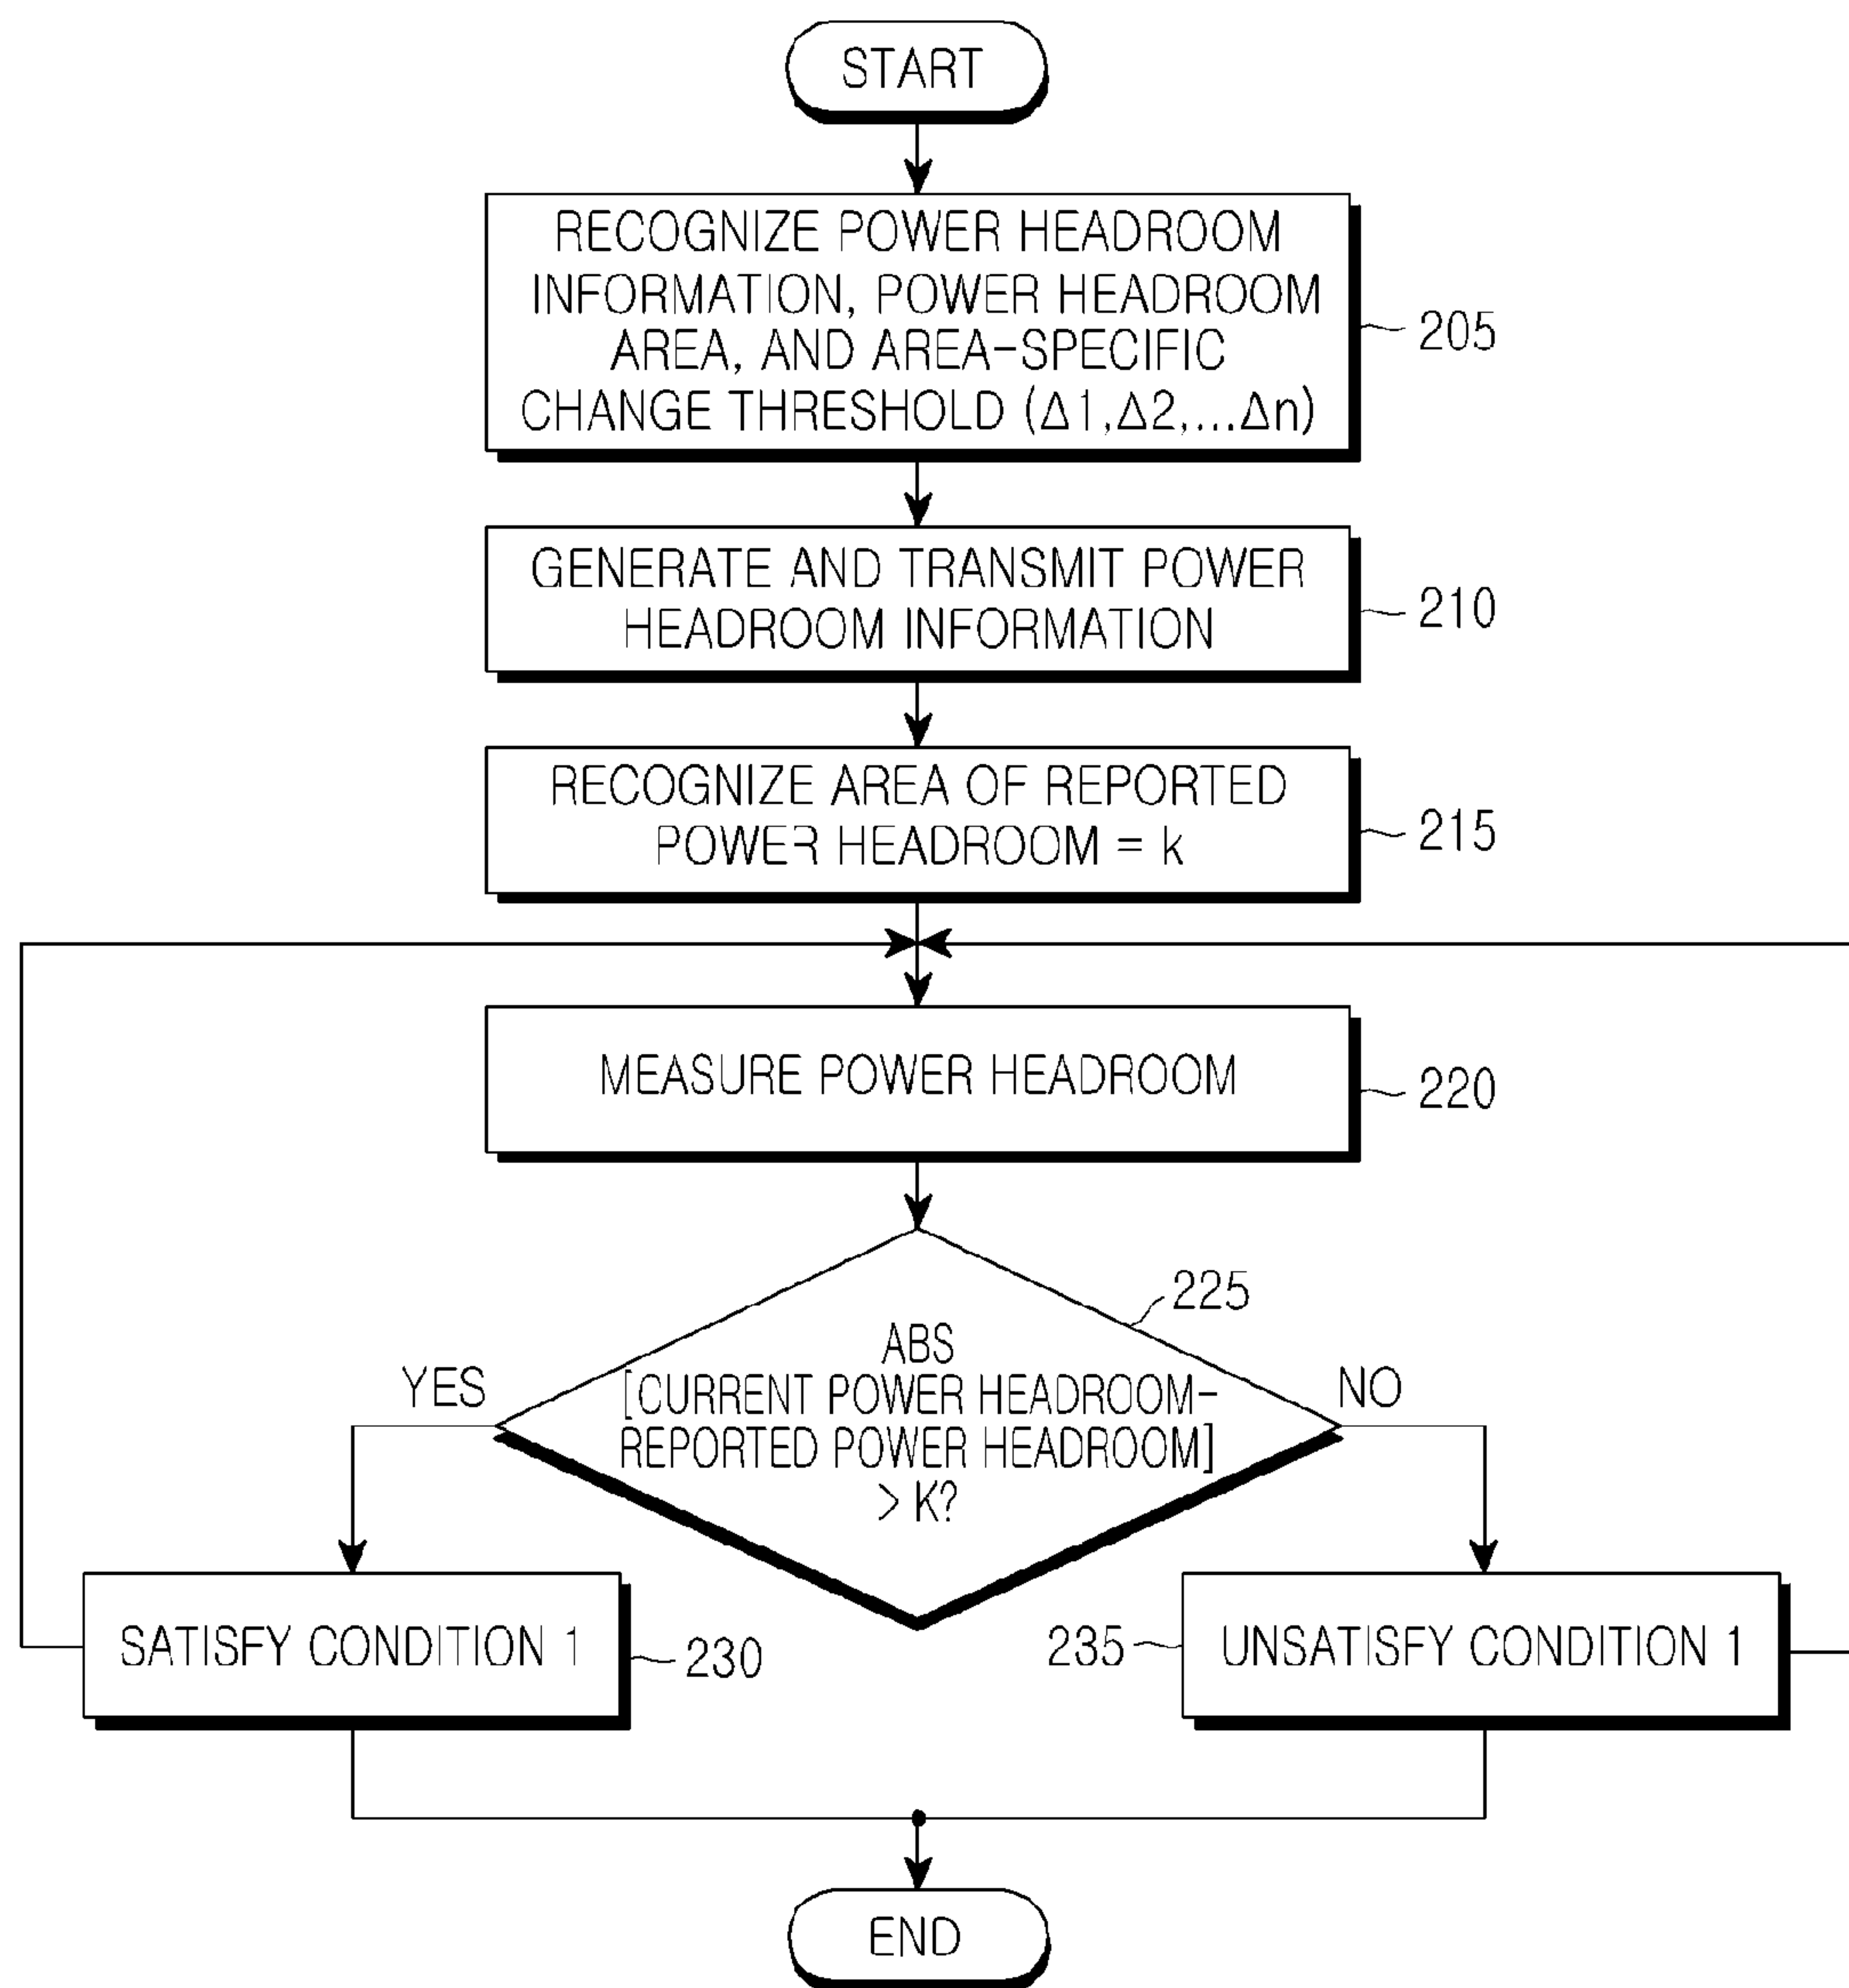 START
RECOGNIZE POWER HEADROOM
INFORMATION, POWER HEADROOM
AREA, AND AREA-SPECIFIC
CHANGE THRESHOLD (Δ1,Δ2,...Δn)
205
GENERATE AND TRANSMIT POWER
HEADROOM INFORMATION
210
RECOGNIZE AREA OF REPORTED
POWER HEADROOM = k
215
MEASURE POWER HEADROOM
220
225
ABS
[CURRENT POWER HEADROOM-
REPORTED POWER HEADROOM]
> K?
YES
NO
SATISFY CONDITION 1
230
235
UNSATISFY CONDITION 1
END